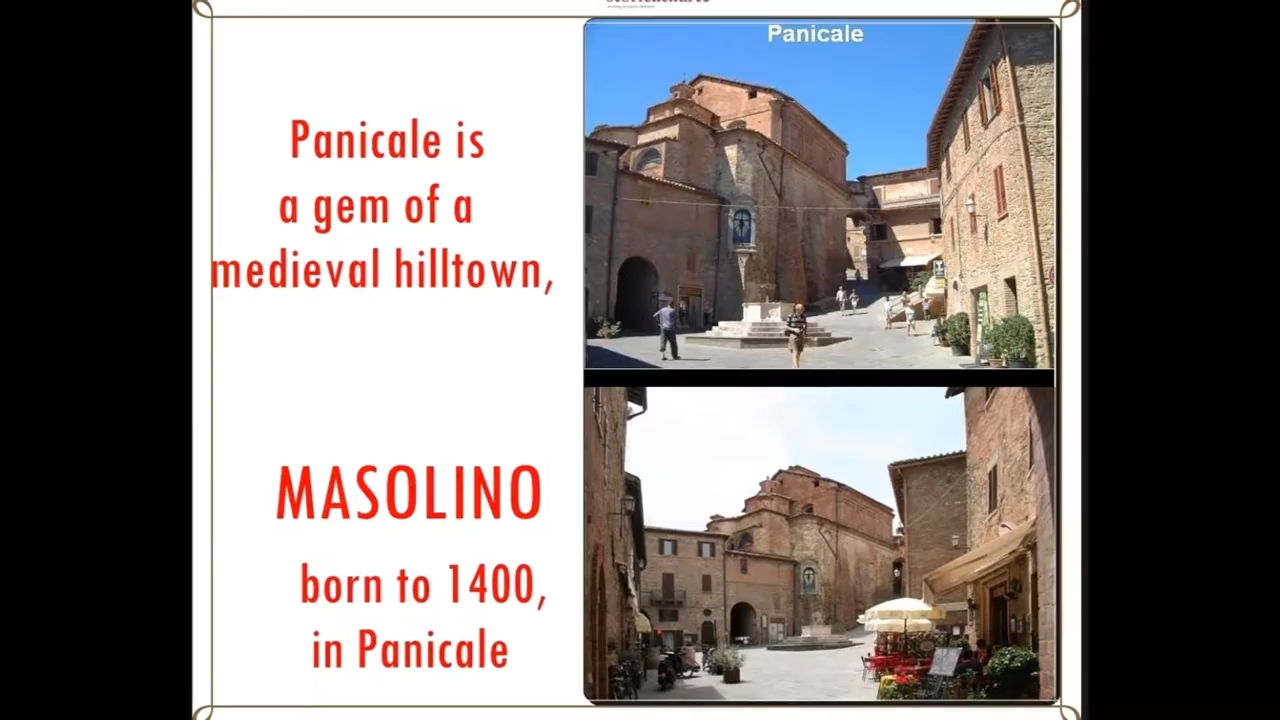 Panicale
Panicale is
a gem of a
medieval hilltown,
MASOLINO
born to 1400,
in Panicale